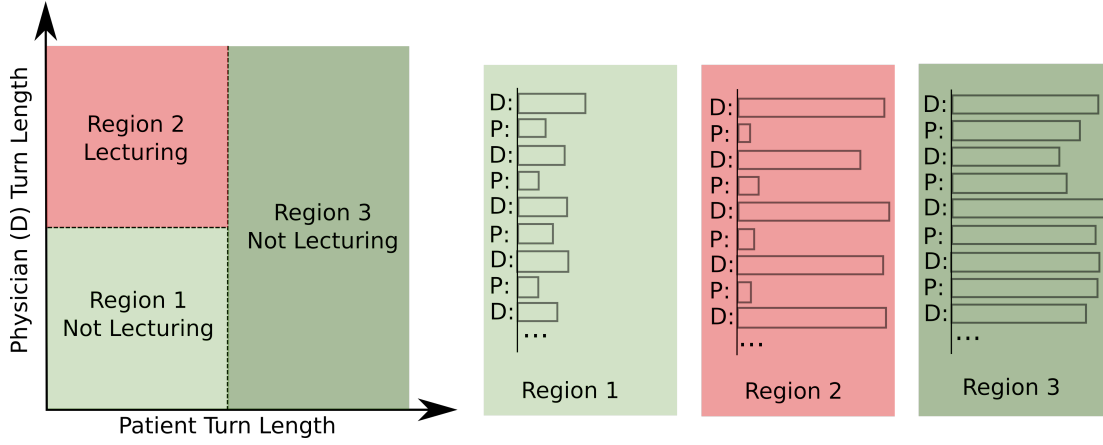 Physician (D) Turn Length
Region 2
Lecturing
Region 3
Not Lecturing
Region 1
Not Lecturing
Patient Turn Length
D:
P:
D:
P:
D:
P:
D:
P:
D:
...
Region 1
D:
P:
D:
P:
D:
P:
D:
P:
D:
...
Region 2
D:
P:
D:
P:
D:
P:
D:
P:
D:
...
Region 3